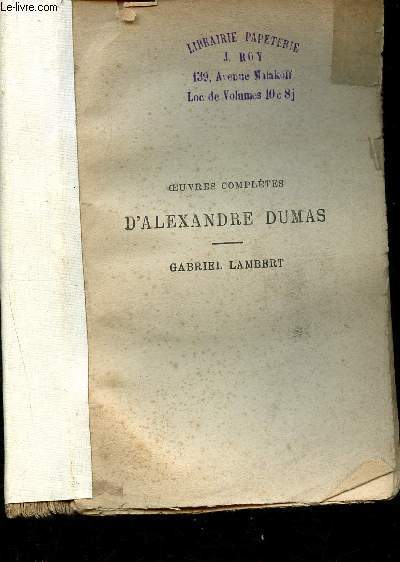 Le-livre.com
LIBRAIRIE PAPETERIE
J. ROY
139, Avenue Malakoff
Loc de Volumes 10c 8j
ŒUVRES COMPLÈTES
D'ALEXANDRE DUMAS
GABRIEL LAMBERT